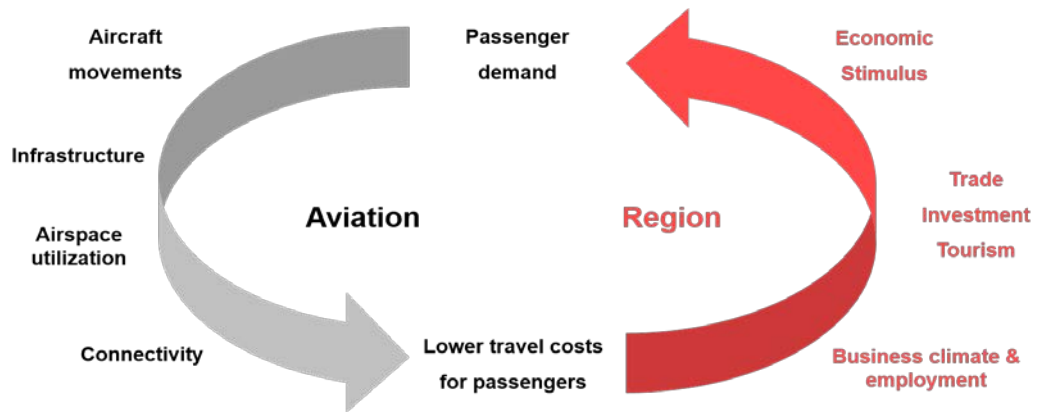 Aircraft
movements
Passenger
demand
Economic
Stimulus
Infrastructure
Aviation
Region
Trade
Investment
Tourism
Airspace
utilization
Connectivity
Lower travel costs
for passengers
Business climate &
employment